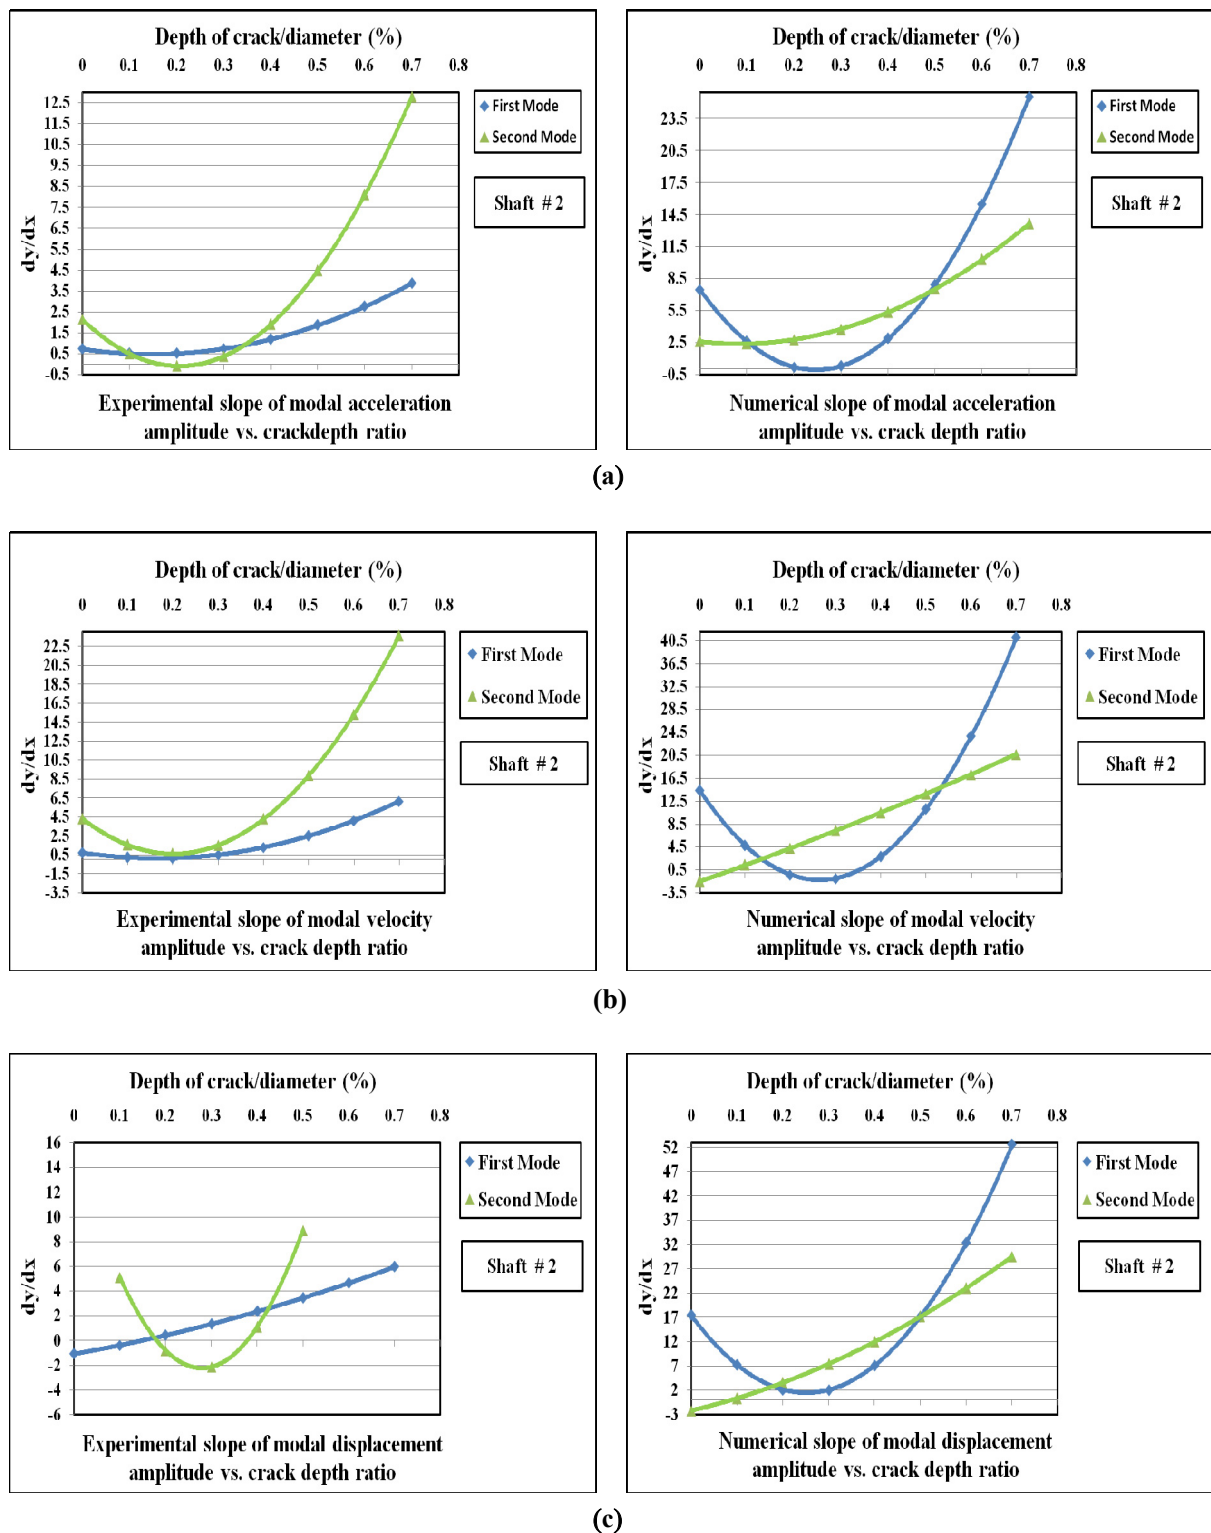 Depth of crack/diameter (%)
0 0.1 0.2 0.3 0.4 0.5 0.6 0.7 0.8
12.5
11.5
10.5
9.5
8.5
7.5
6.5
5.5
4.5
3.5
2.5
1.5
0.5
-0.5
dy/dx
First Mode
Second Mode
Shaft # 2
Experimental slope of modal acceleration
amplitude vs. crackdepth ratio
Depth of crack/diameter (%)
0 0.1 0.2 0.3 0.4 0.5 0.6 0.7 0.8
23.5
20.5
17.5
14.5
11.5
8.5
5.5
2.5
-0.5
dy/dx
First Mode
Second Mode
Shaft # 2
Numerical slope of modal acceleration
amplitude vs. crack depth ratio
(a)
Depth of crack/diameter (%)
0 0.1 0.2 0.3 0.4 0.5 0.6 0.7 0.8
22.5
20.5
18.5
16.5
14.5
12.5
10.5
8.5
6.5
4.5
2.5
0.5
-1.5
-3.5
dy/dx
First Mode
Second Mode
Shaft # 2
Experimental slope of modal velocity
amplitude vs. crack depth ratio
Depth of crack/diameter (%)
0 0.1 0.2 0.3 0.4 0.5 0.6 0.7 0.8
40.5
36.5
32.5
28.5
24.5
20.5
16.5
12.5
8.5
4.5
0.5
-3.5
dy/dx
First Mode
Second Mode
Shaft # 2
Numerical slope of modal velocity
amplitude vs. crack depth ratio
(b)
Depth of crack/diameter (%)
0 0.1 0.2 0.3 0.4 0.5 0.6 0.7 0.8
16
14
12
10
8
6
4
2
0
-2
-4
-6
dy/dx
First Mode
Second Mode
Shaft # 2
Experimental slope of modal displacement
amplitude vs. crack depth ratio
Depth of crack/diameter (%)
0 0.1 0.2 0.3 0.4 0.5 0.6 0.7 0.8
52
47
42
37
32
27
22
17
12
7
2
-3
dy/dx
First Mode
Second Mode
Shaft # 2
Numerical slope of modal displacement
amplitude vs. crack depth ratio
(c)